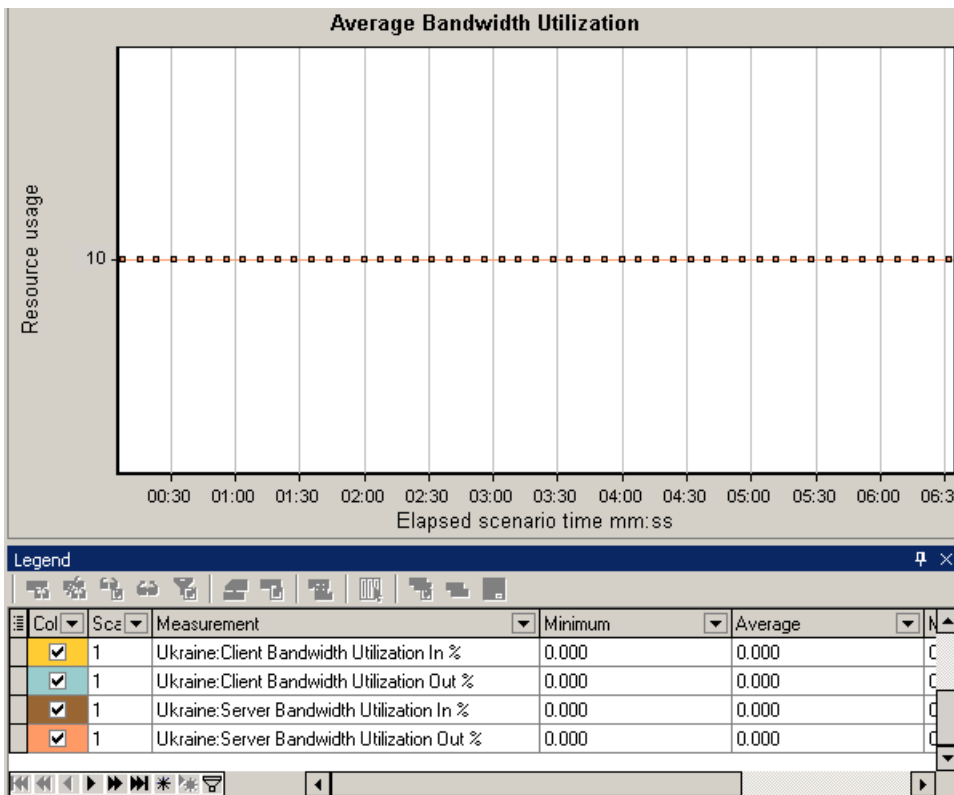 Average Bandwidth Utilization
Resource usage
10
00:30 01:00 01:30 02:00 02:30 03:00 03:30 04:00 04:30 05:00 05:30 06:00 06:3
Elapsed scenario time mm:ss
Legend
Col Sca Measurement Minimum Average M
1 Ukraine:Client Bandwidth Utilization In % 0.000 0.000
1 Ukraine:Client Bandwidth Utilization Out % 0.000 0.000
1 Ukraine:Server Bandwidth Utilization In % 0.000 0.000
1 Ukraine:Server Bandwidth Utilization Out % 0.000 0.000